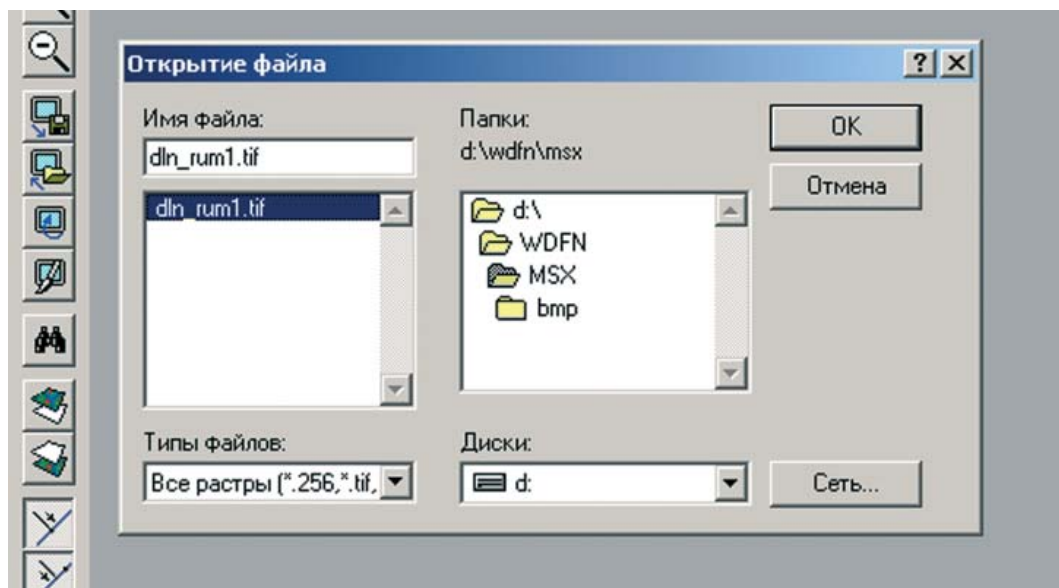 Открытие файла
Имя файла:
dln_rum1.tif
dln_rum1.tif
Типы файлов:
Все растры (*.256,*.tif,
Папки:
d:\wdfn\msx
d:\
WDFN
MSX
bmp
Диски:
d:
OK
Отмена
Сеть...